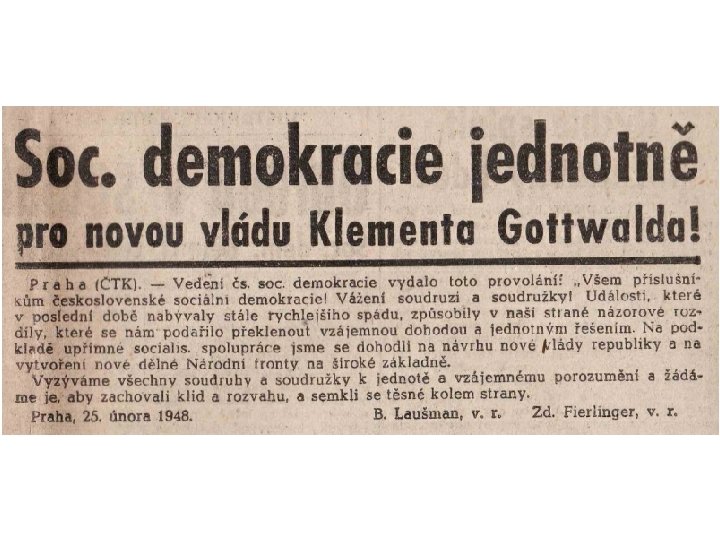 Soc. demokracie jednotně
pro novou vládu Klementa Gottwalda!
Praha (ČTK). — Vedení čs. soc. demokracie vydalo toto provolání: „Všem příslušní-
kům československé sociální demokracie! Vážení soudruzi a soudružky! Události, které
v poslední době nabývaly stále rychlejšího spádu, způsobily v naší straně názorové roz-
díly, které se nám podařilo překlenout vzájemnou dohodou a jednotným řešením. Na pod-
kladě upřímné socialis. spolupráce jsme se dohodli na návrhu nové vlády republiky a na
vytvoření nové dělné Národní fronty na široké základně.
Vyzýváme všechny soudruhy a soudružky k jednotě a vzájemnému porozumění a žádá-
me je, aby zachovali klid a rozvahu, a semkli se těsně kolem strany.
Praha, 25. února 1948. B. Laušman, v. r. Zd. Fierlinger, v. r.